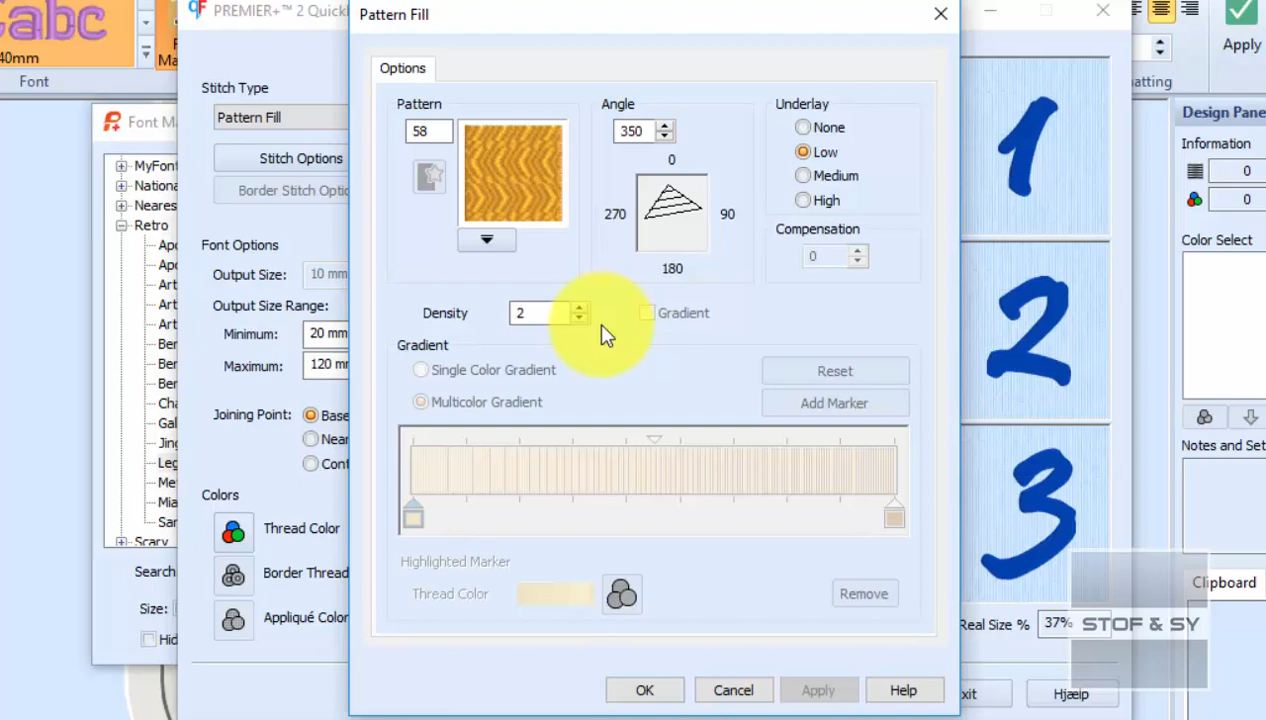 abc
40mm
Font
PREMIER+™ 2 Quick
Font Ma
MyFon
Nationa
Neares
Retro
Apo
Apo
Art
Art
Art
Ber
Ber
Ber
Cha
Gal
Jing
Leg
Me
Mia
Sar
Scary
Search
Size:
Hid
Stitch Type
Pattern Fill
Stitch Options
Border Stitch Optio
Font Options
Output Size:
10 mm
Output Size Range:
Minimum:
20 mm
Maximum:
120 m
Joining Point:
Base
Near
Cont
Colors
Thread Color
Border Thread
Appliqué Color
Pattern Fill
Options
Pattern
58
Angle
350
0
270
90
180
Underlay
None
Low
Medium
High
Compensation
0
Density
2
Gradient
Gradient
Single Color Gradient
Multicolor Gradient
Reset
Add Marker
Highlighted Marker
Thread Color
Remove
OK
Cancel
Apply
Help
1
2
3
Real Size %
37%
xit
Hjælp
Apply
atting
Design Pane
Information
0
0
Color Select
Notes and Set
Clipboard
STOF & SY